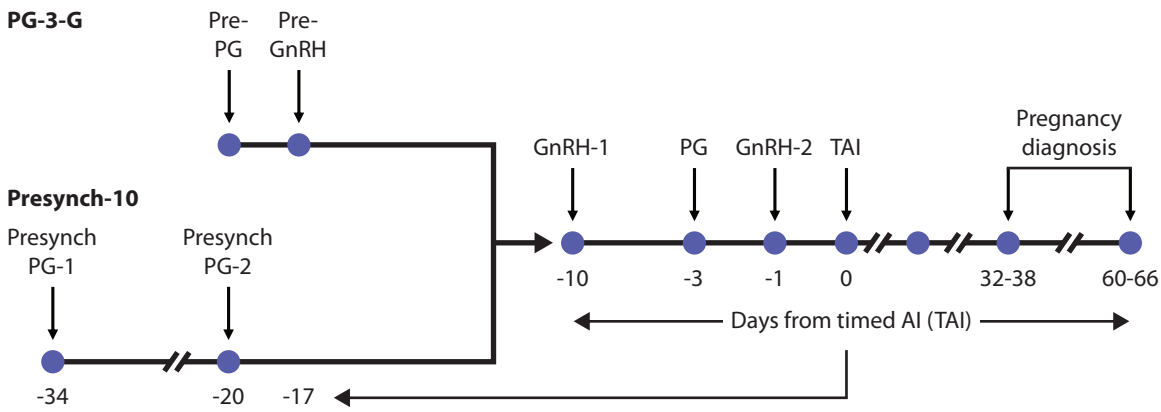 PG-3-G
Pre-
PG
Pre-
GnRH
Pregnancy
diagnosis
GnRH-1
PG
GnRH-2
TAI
Presynch-10
Presynch
PG-1
Presynch
PG-2
-10
-3
-1
0
32-38
60-66
Days from timed AI (TAI)
-34
-20
-17